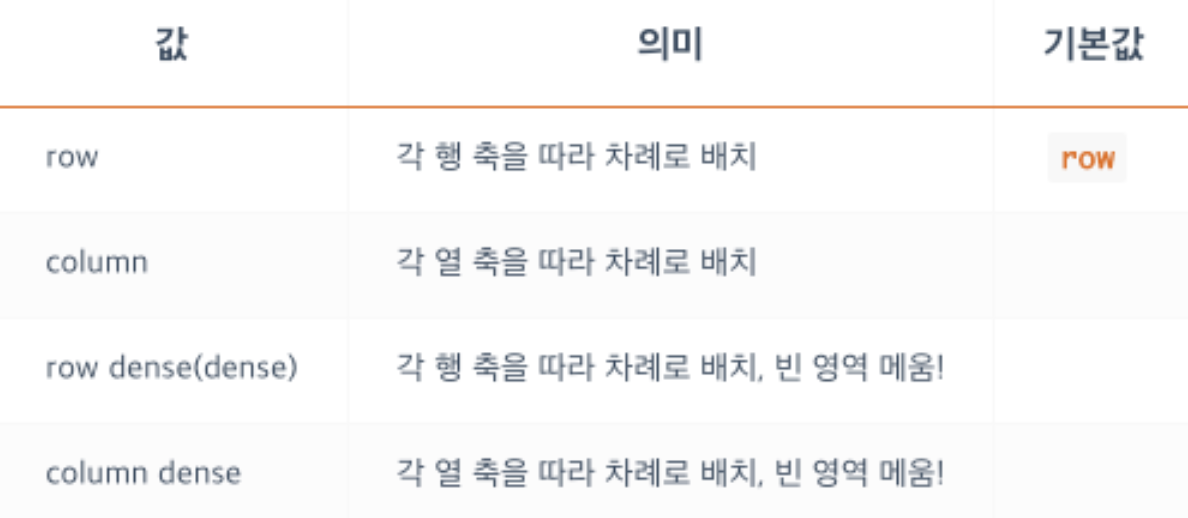 값 의미 기본값
row 각 행 축을 따라 차례로 배치 row
column 각 열 축을 따라 차례로 배치
row dense(dense) 각 행 축을 따라 차례로 배치, 빈 영역 메움!
column dense 각 열 축을 따라 차례로 배치, 빈 영역 메움!